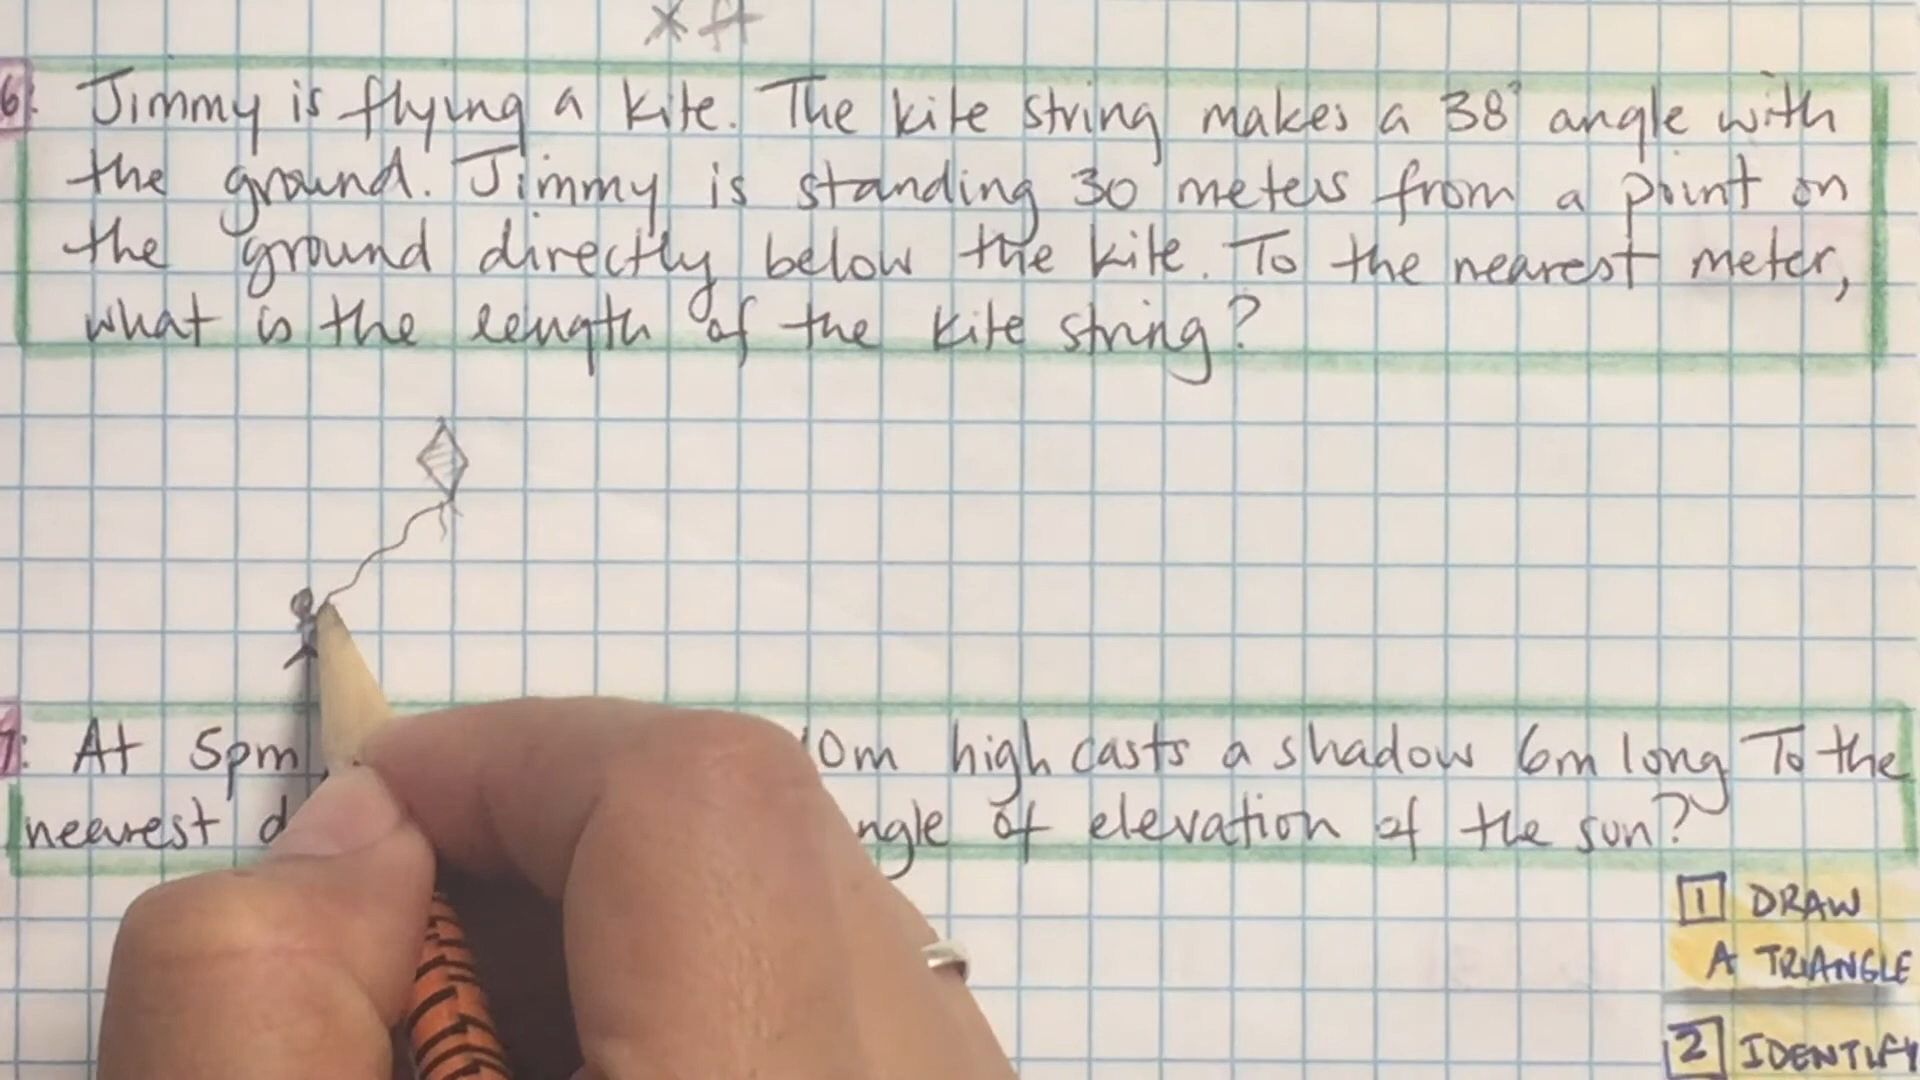 x ft
6. Jimmy is flying a kite. The kite string makes a 38° angle with
the ground. Jimmy is standing 30 meters from a point on
the ground directly below the kite. To the nearest meter,
what is the length of the kite string?
7. At 5pm 10m high casts a shadow 6m long To the
nearest of elevation of the sun?
1 DRAW
A TRIANGLE
2 IDENTIFY